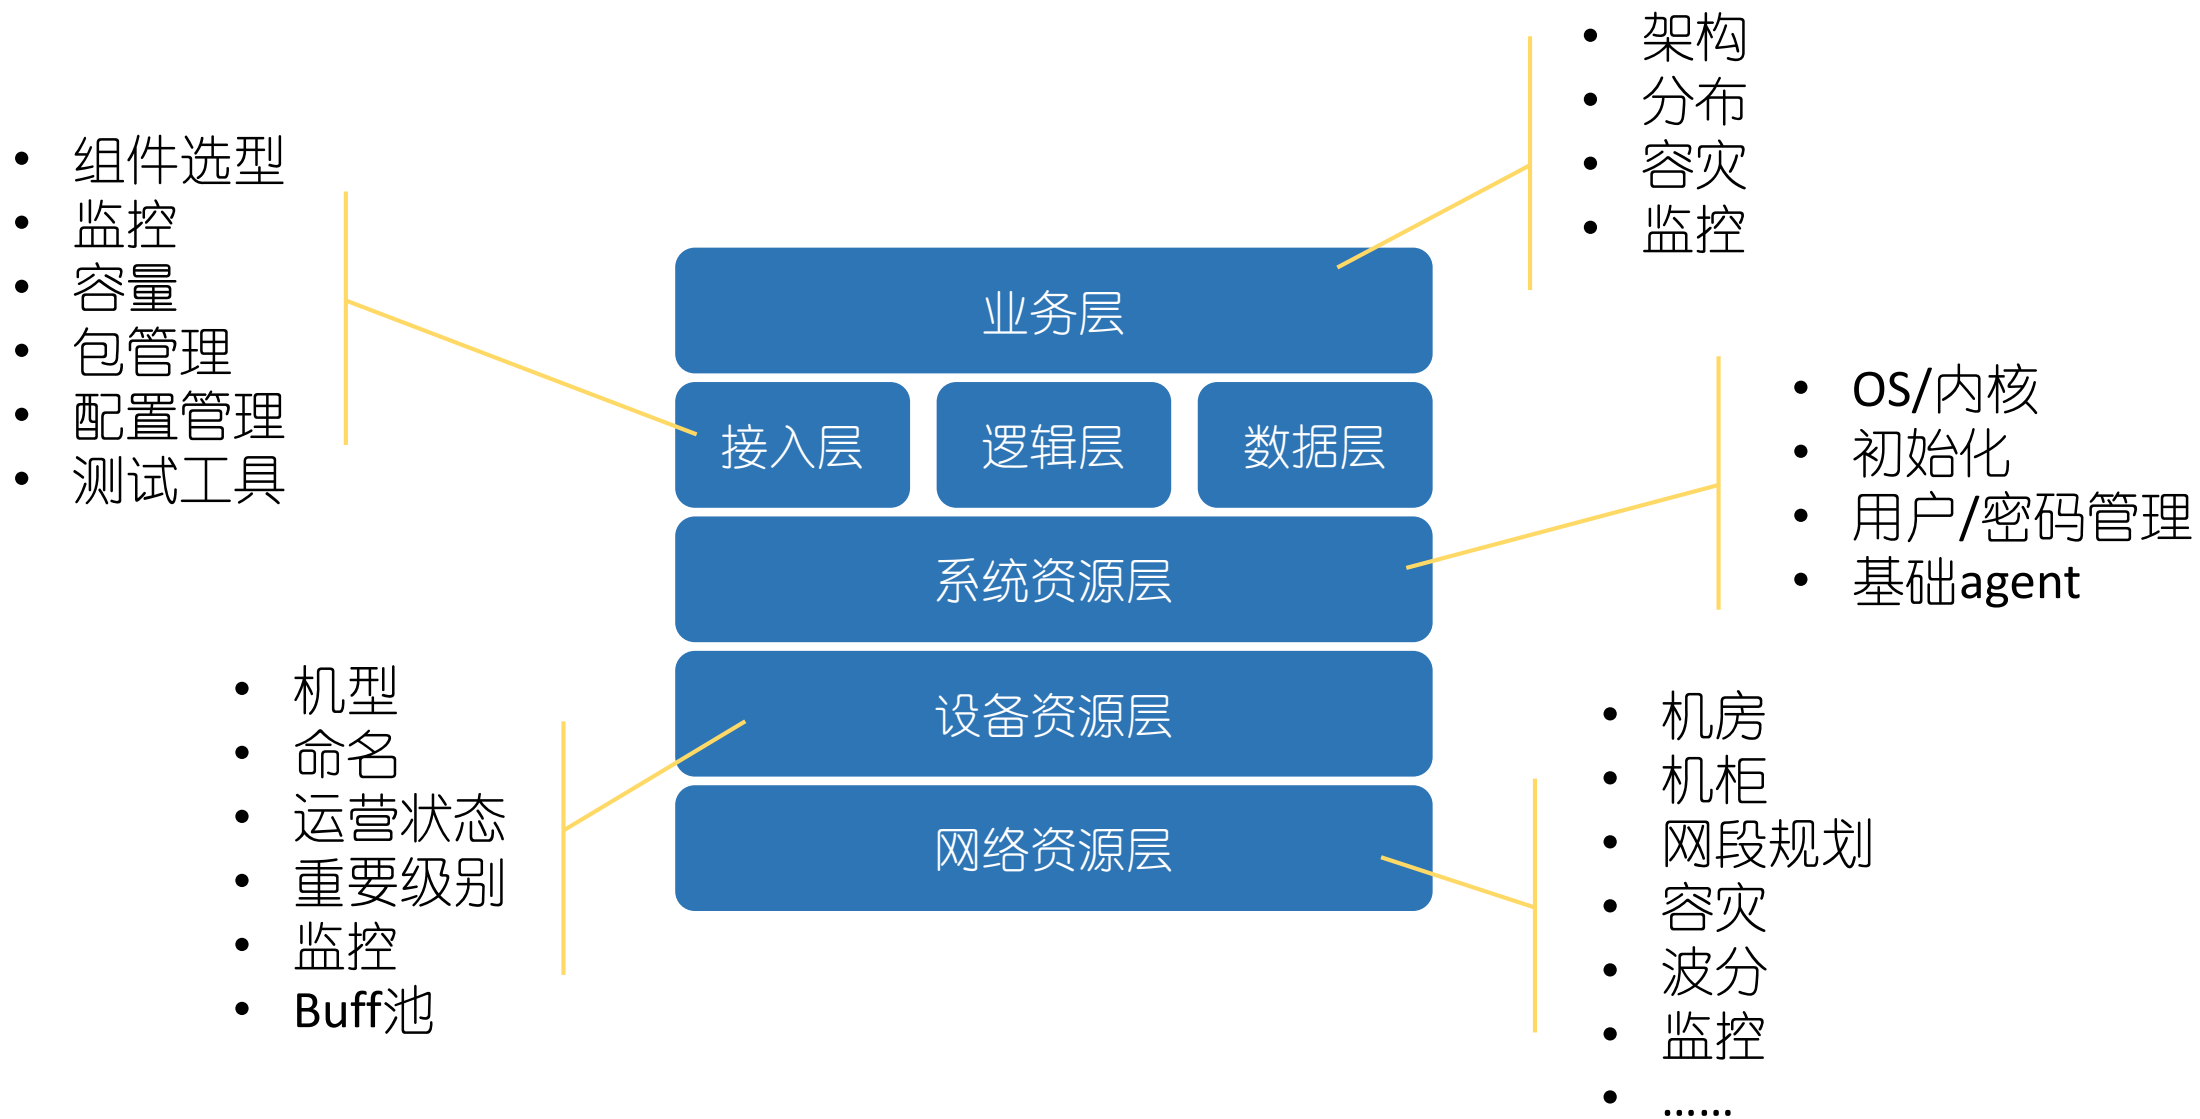 • 架构
• 分布
• 容灾
• 监控
• 组件选型
• 监控
• 容量
• 包管理
• 配置管理
• 测试工具
业务层
接入层
逻辑层
数据层
系统资源层
设备资源层
网络资源层
• OS/内核
• 初始化
• 用户/密码管理
• 基础agent
• 机型
• 命名
• 运营状态
• 重要级别
• 监控
• Buff池
• 机房
• 机柜
• 网段规划
• 容灾
• 波分
• 监控
• ......